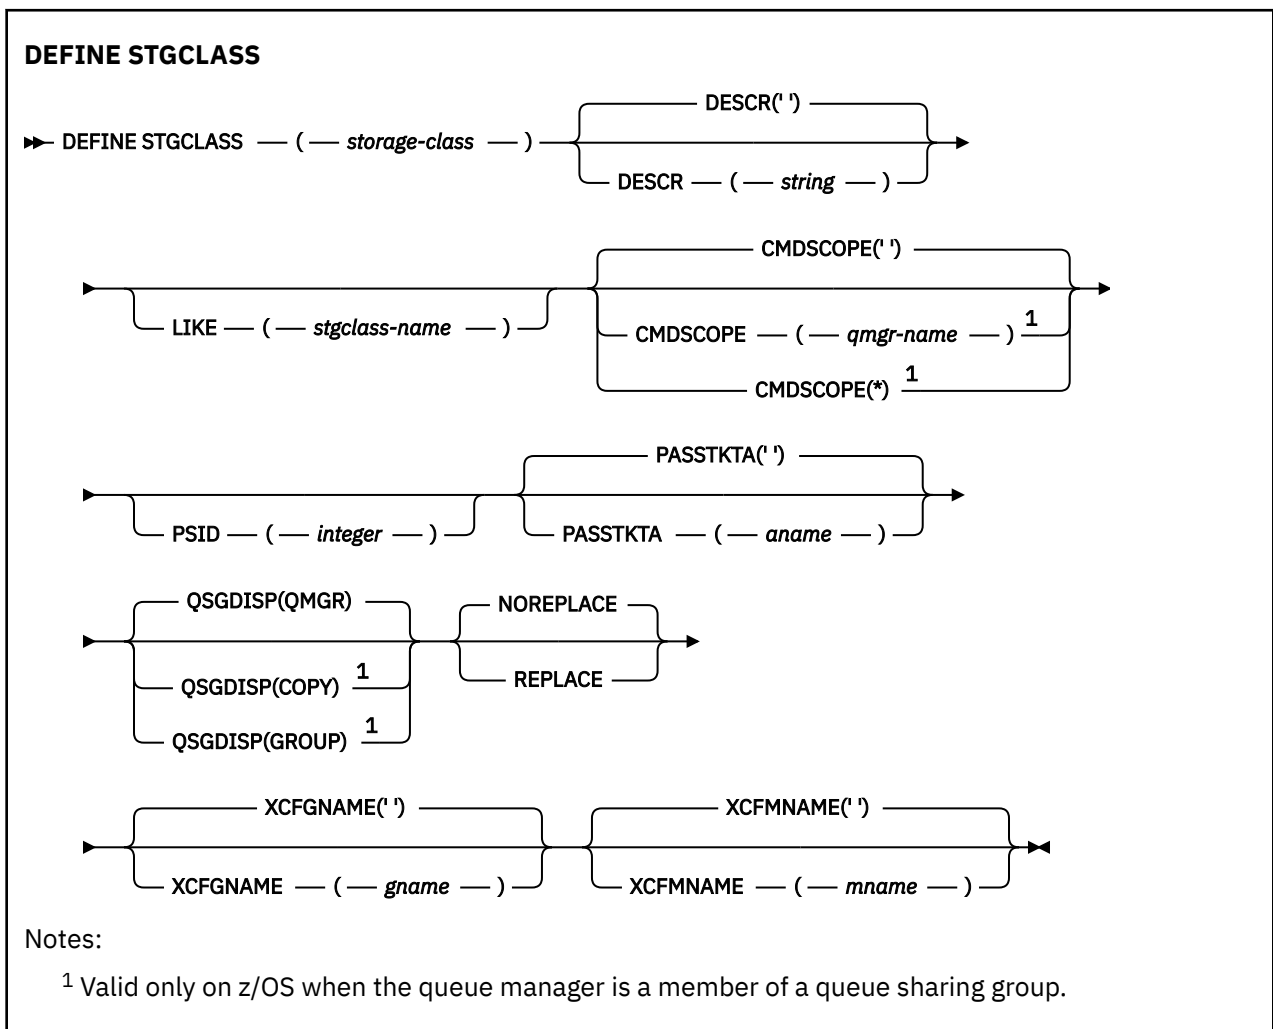 DEFINE STGCLASS
DESCR(' ')
DEFINE STGCLASS ( storage-class )
DESCR ( string )
CMDSCOPE(' ')
LIKE ( stgclass-name )
CMDSCOPE ( qmgr-name ) 1
CMDSCOPE(*) 1
PASSTKTA(' ')
PSID ( integer )
PASSTKTA ( aname )
QSGDISP(QMGR)
NOREPLACE
QSGDISP(COPY) 1
REPLACE
QSGDISP(GROUP) 1
XCFGNAME(' ')
XCFMNAME(' ')
XCFGNAME ( gname )
XCFMNAME ( mname )
Notes:
1 Valid only on z/OS when the queue manager is a member of a queue sharing group.